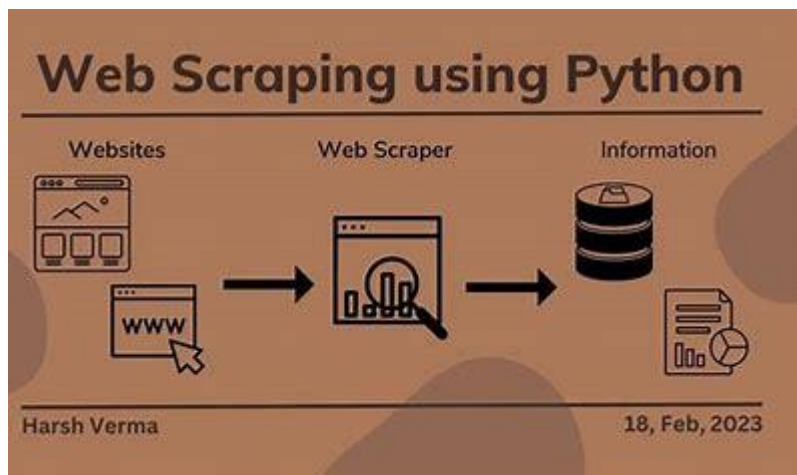 Web Scraping using Python
Websites
Web Scraper
Information
WWW
Harsh Verma
18, Feb, 2023